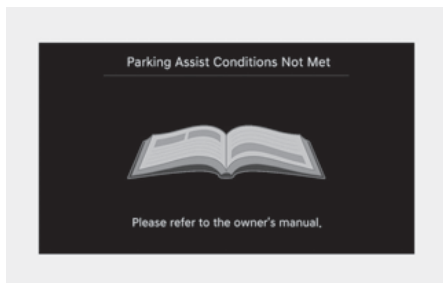 Parking Assist Conditions Not Met
Please refer to the owner's manual.